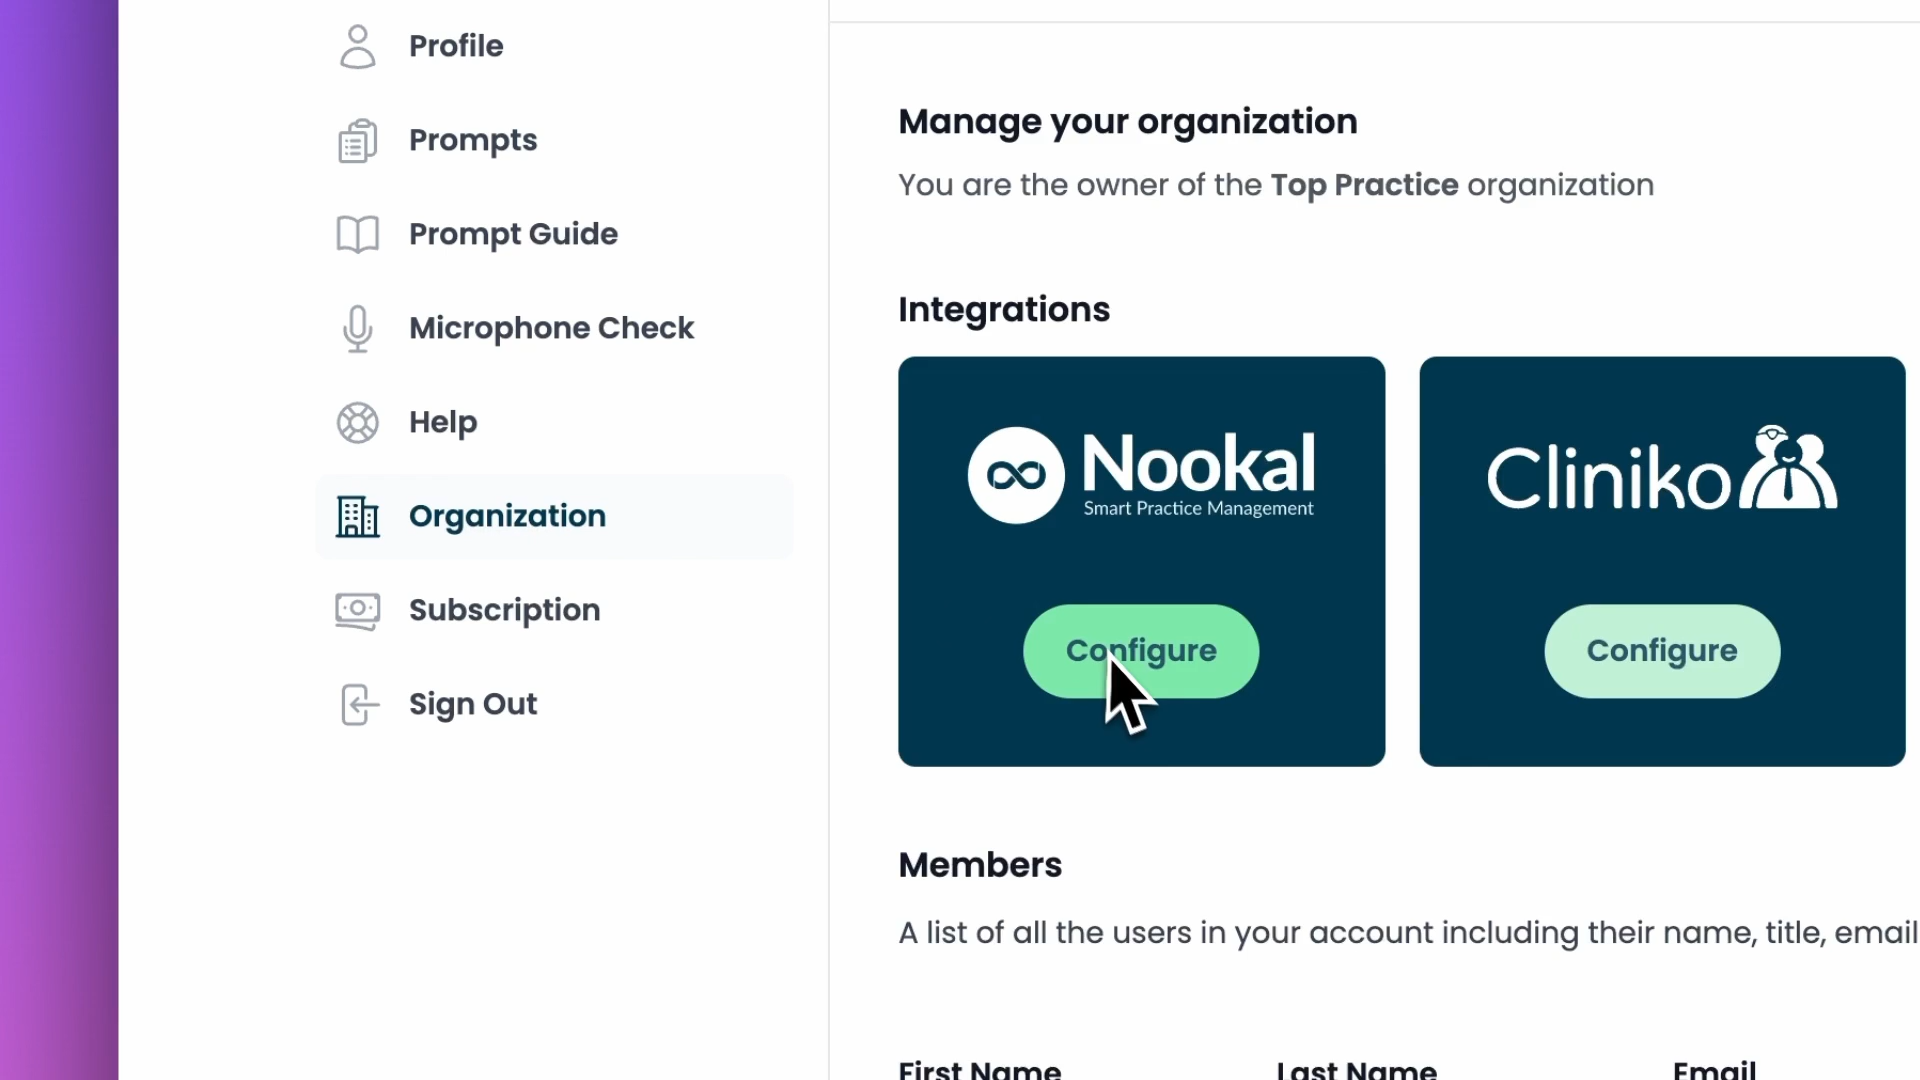 Profile
Prompts
Prompt Guide
Microphone Check
Help
Organization
Subscription
Sign Out
Manage your organization
You are the owner of the Top Practice organization
Integrations
Nookal
Smart Practice Management
Configure
Cliniko
Configure
Members
A list of all the users in your account including their name, title, email
First Name Last Name Email